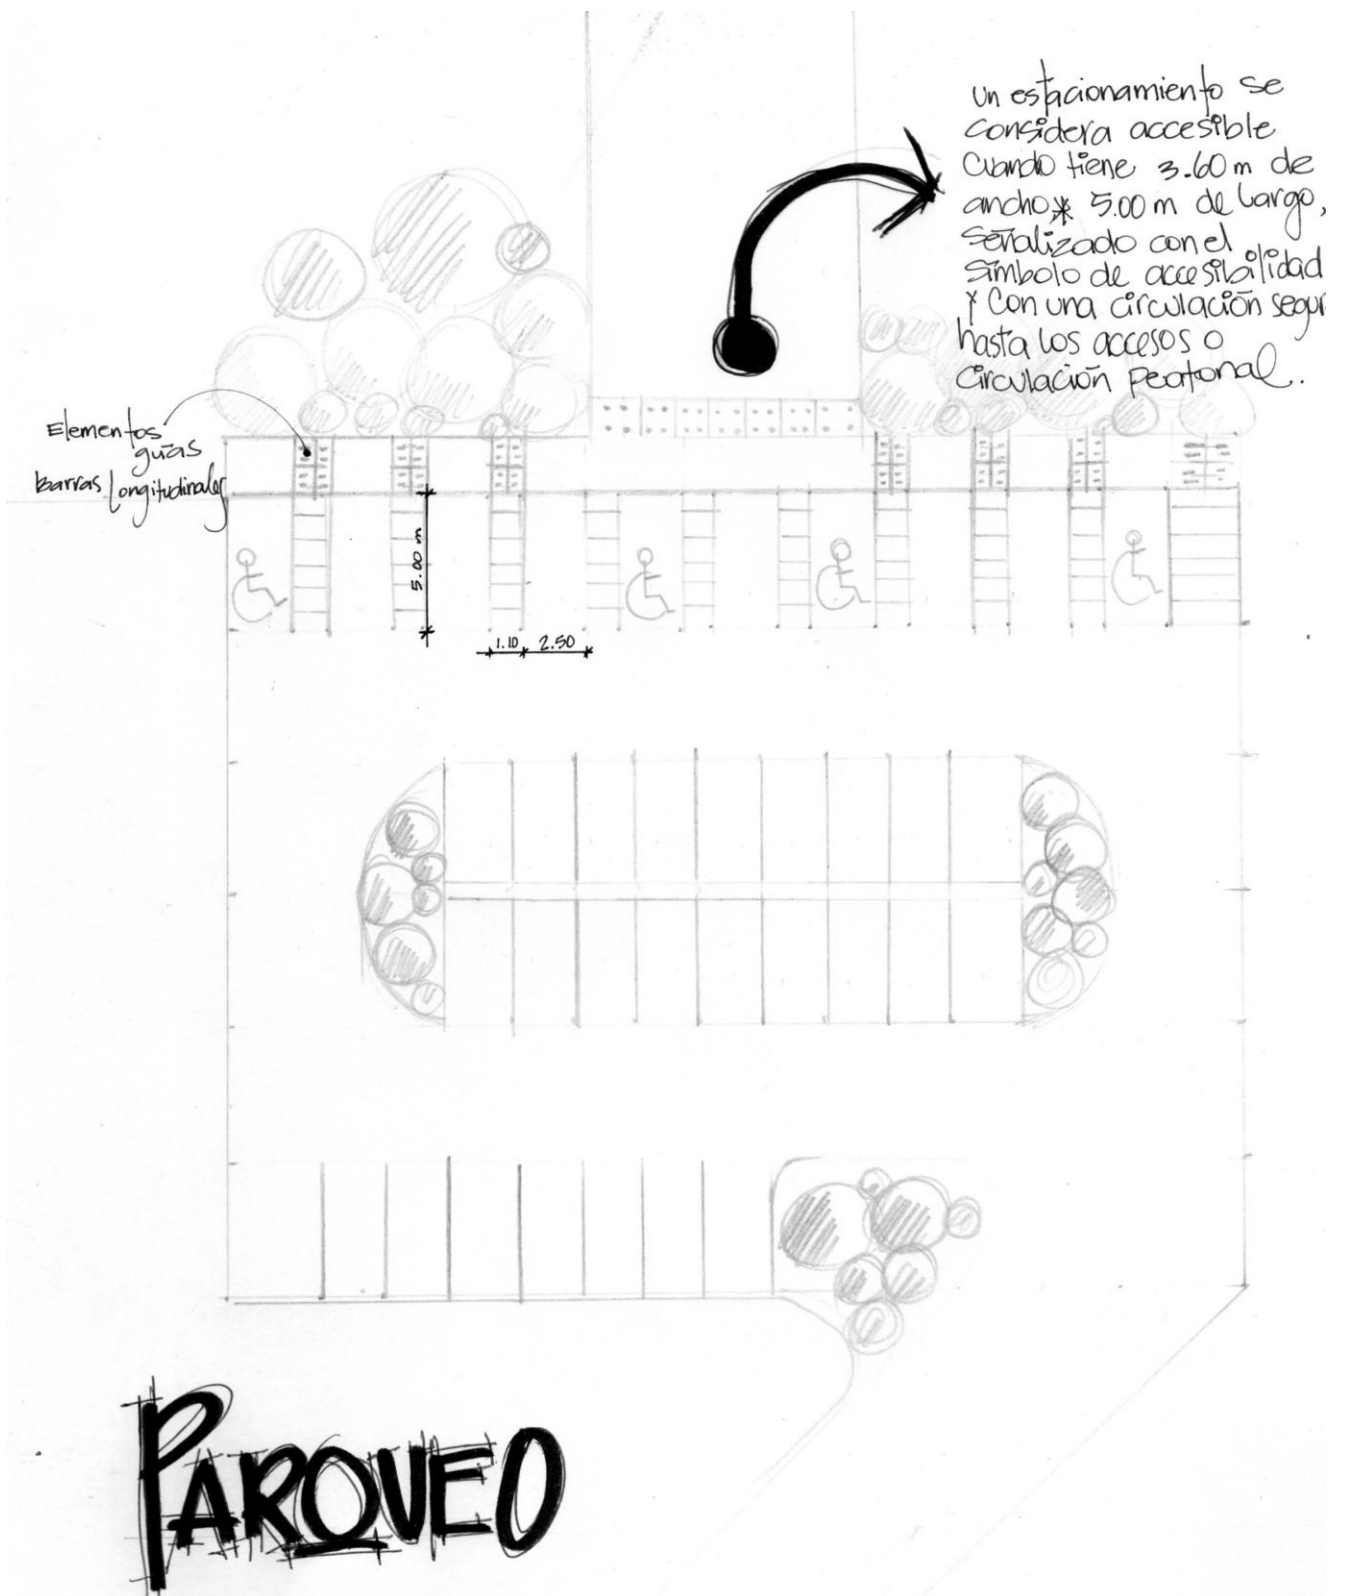 un estacionamiento se
considera accesible
cuando tiene 3.60 m de
ancho * 5.00 m de largo,
señalizado con el
símbolo de accesibilidad
y con una circulación segur
hasta los accesos o
circulación peatonal.
Elementos
guías
barras longitudinales
5.00 m
1.10 2.50
PARQUEO